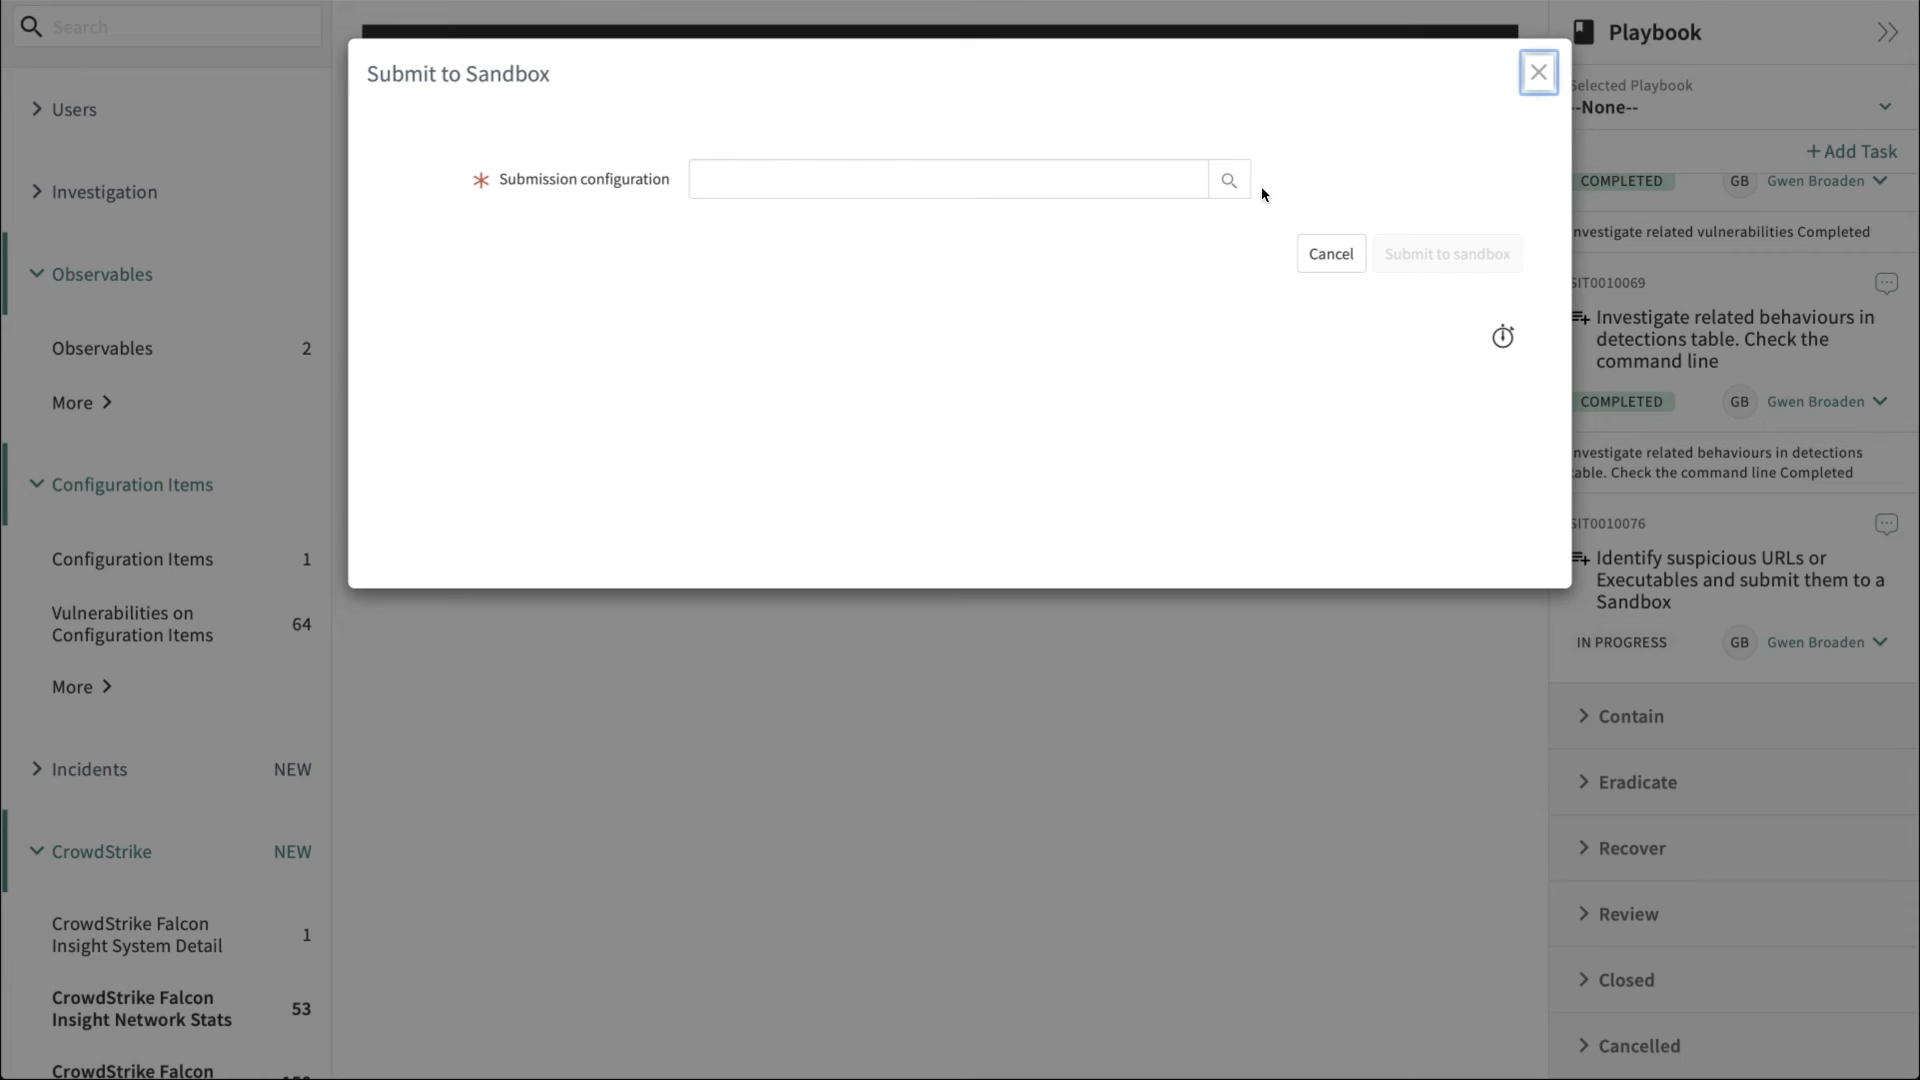 Search
Users
Investigation
Observables
Observables 2
More
Configuration Items
Configuration Items 1
Vulnerabilities on
Configuration Items 64
More
Incidents NEW
CrowdStrike NEW
CrowdStrike Falcon
Insight System Detail 1
CrowdStrike Falcon
Insight Network Stats 53
CrowdStrike Falcon
Submit to Sandbox
Submission configuration
Cancel Submit to sandbox
Playbook
Selected Playbook
--None--
+ Add Task
COMPLETED GB Gwen Broaden
nvestigate related vulnerabilities Completed
SIT0010069
Investigate related behaviours in
detections table. Check the
command line
COMPLETED GB Gwen Broaden
nvestigate related behaviours in detections
able. Check the command line Completed
SIT0010076
Identify suspicious URLs or
Executables and submit them to a
Sandbox
IN PROGRESS GB Gwen Broaden
Contain
Eradicate
Recover
Review
Closed
Cancelled